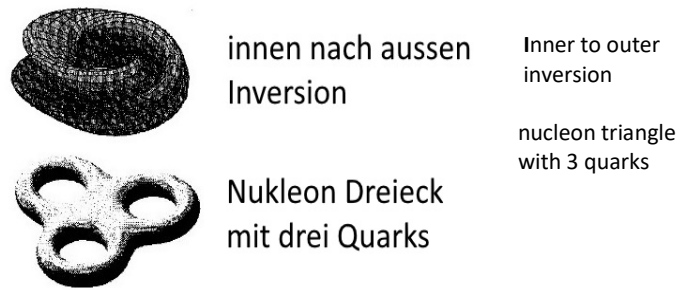 innen nach aussen
Inversion
Inner to outer
inversion
Nukleon Dreieck
mit drei Quarks
nucleon triangle
with 3 quarks